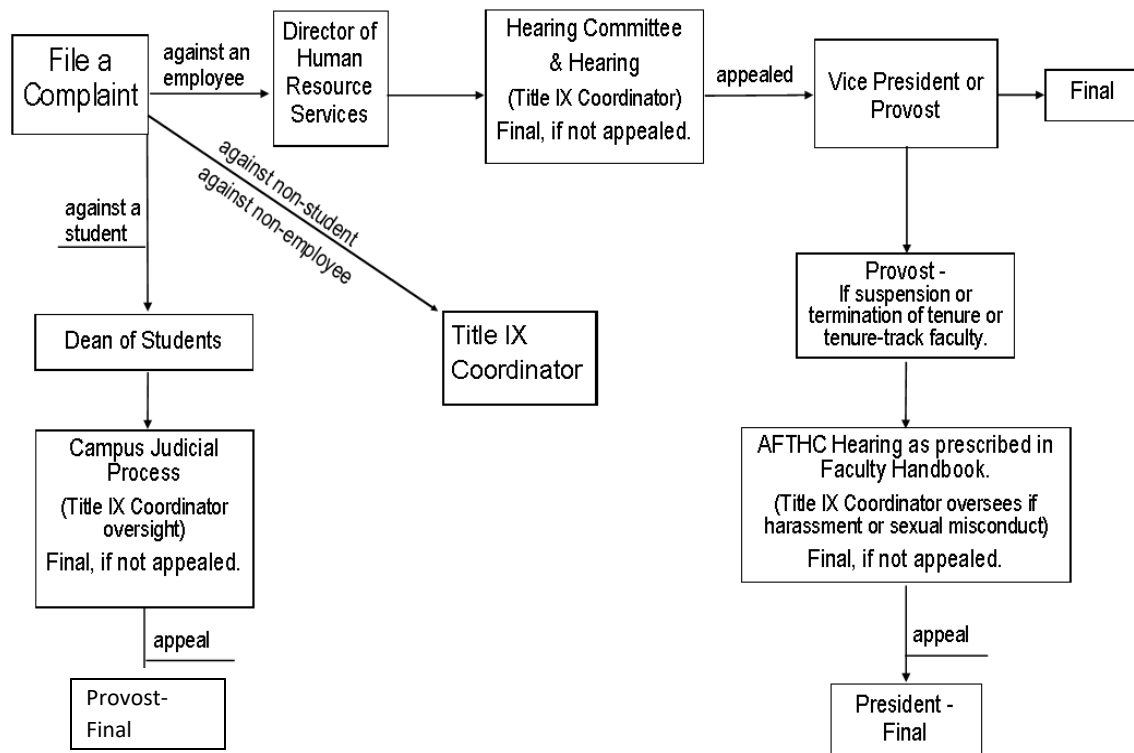 File a
Complaint
against an
employee
Director of
Human
Resource
Services
Hearing Committee
& Hearing
(Title IX Coordinator)
Final, if not appealed.
appealed
Vice President or
Provost
Final
against a
student
against non-student
against non-employee
Title IX
Coordinator
Dean of Students
Campus Judicial
Process
(Title IX Coordinator
oversight)
Final, if not appealed.
appeal
Provost-
Final
Provost -
If suspension or
termination of tenure or
tenure-track faculty.
AFTHC Hearing as prescribed in
Faculty Handbook.
(Title IX Coordinator oversees if
harassment or sexual misconduct)
Final, if not appealed.
appeal
President -
Final